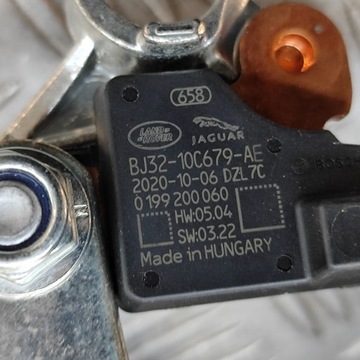 658
LAND ROVER
JAGUAR
BJ32-10C679-AE
2020-10-06 DZL7C
0 199 200 060
HW:05.04
SW:03.22
Made in HUNGARY